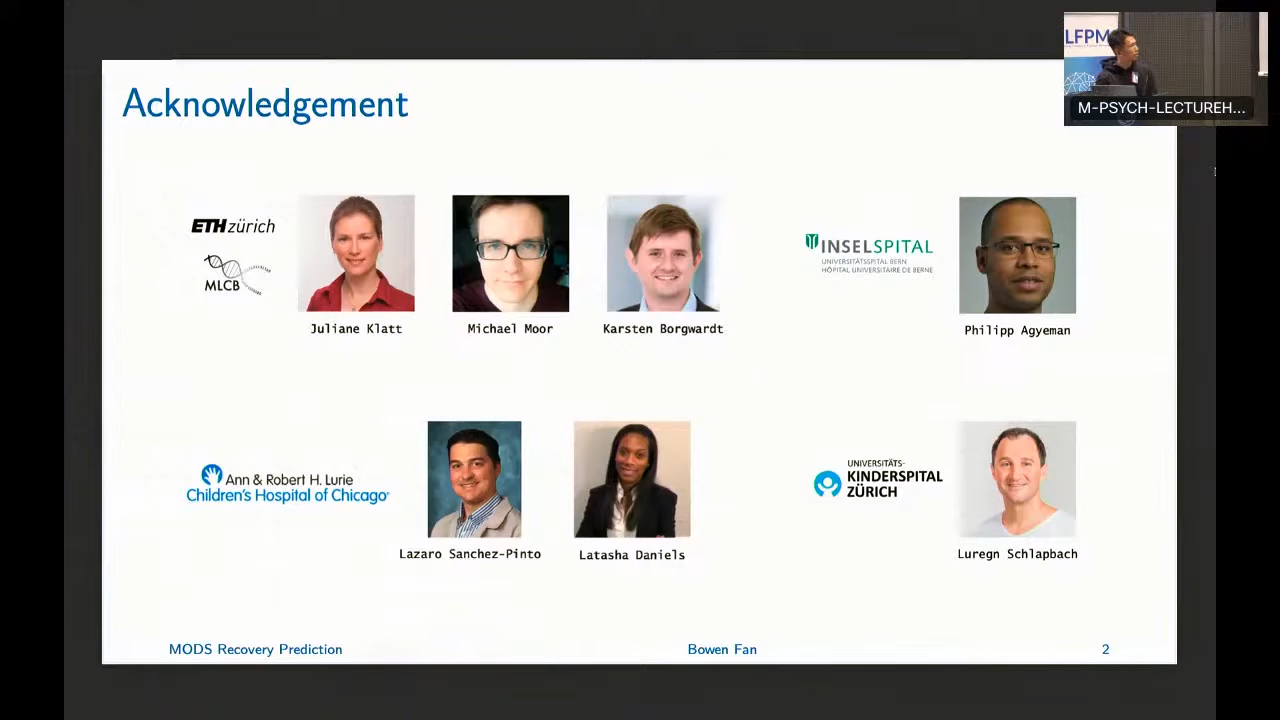 LFPM
M-PSYCH-LECTUREH...
Acknowledgement
ETH zürich
MLCB
Juliane Klatt
Michael Moor
Karsten Borgwardt
INSELSPITAL
UNIVERSITÄTSSPITAL BERN
HÔPITAL UNIVERSITAIRE DE BERNE
Philipp Agyeman
Ann & Robert H. Lurie
Children's Hospital of Chicago
Lazaro Sanchez-Pinto
Latasha Daniels
UNIVERSITÄTS-
KINDERSPITAL
ZÜRICH
Luregn Schlapbach
MODS Recovery Prediction
Bowen Fan
2